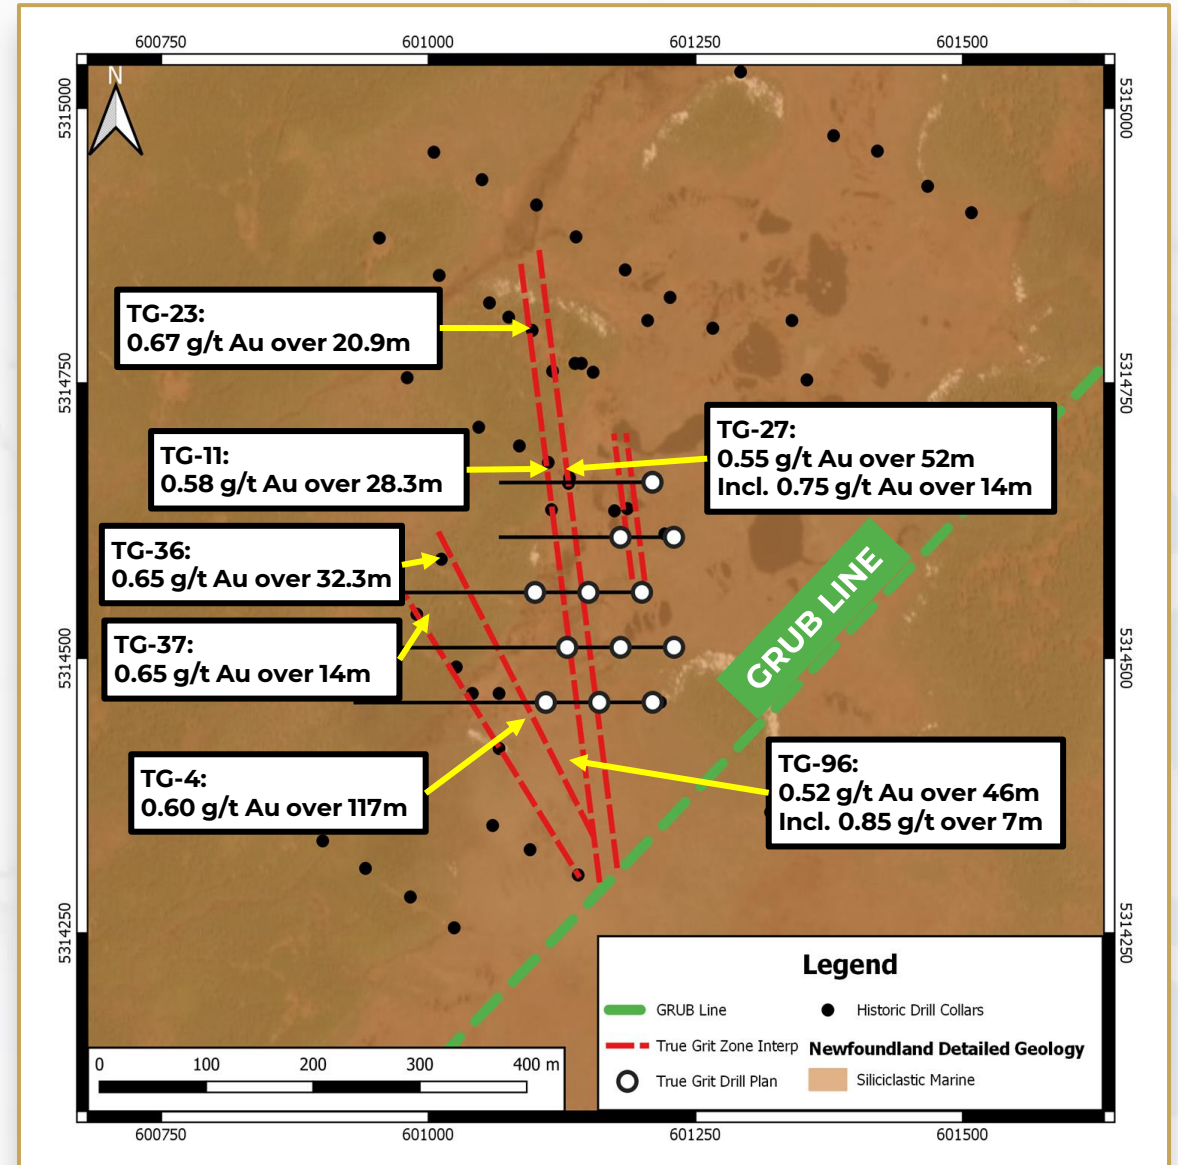 600750
601000
601250
601500
N
5315000
5315000
5314750
5314750
5314500
5314500
5314250
5314250
TG-23:
0.67 g/t Au over 20.9m
TG-11:
0.58 g/t Au over 28.3m
TG-27:
0.55 g/t Au over 52m
Incl. 0.75 g/t Au over 14m
TG-36:
0.65 g/t Au over 32.3m
TG-37:
0.65 g/t Au over 14m
GRUB LINE
TG-4:
0.60 g/t Au over 117m
TG-96:
0.52 g/t Au over 46m
Incl. 0.85 g/t over 7m
Legend
GRUB Line
Historic Drill Collars
True Grit Zone Interp
Newfoundland Detailed Geology
True Grit Drill Plan
Siliciclastic Marine
0 100 200 300 400 m
600750
601000
601250
601500